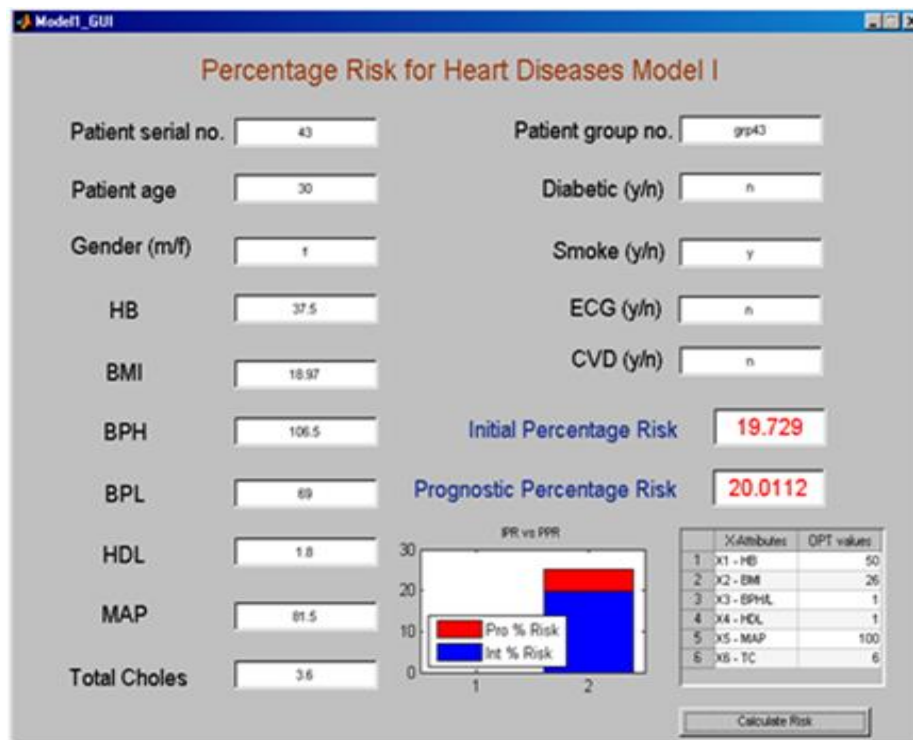 Model1_GUI
Percentage Risk for Heart Diseases Model I
Patient serial no. 43
Patient group no. grp43
Patient age 30
Diabetic (y/n) n
Gender (m/f) f
Smoke (y/n) y
HB 37.5
ECG (y/n) n
BMI 18.97
CVD (y/n) n
BPH 106.5
Initial Percentage Risk 19.729
BPL 69
Prognostic Percentage Risk 20.0112
HDL 1.8
MAP 81.5
Total Choles 3.6
IPR vs PPR
30
20
10
0
Pro % Risk
Int % Risk
1 2
X-Attributes OPT values
1 X1 - HB 50
2 X2 - BMI 26
3 X3 - BPH/L 1
4 X4 - HDL 1
5 X5 - MAP 100
6 X6 - TC 6
Calculate Risk